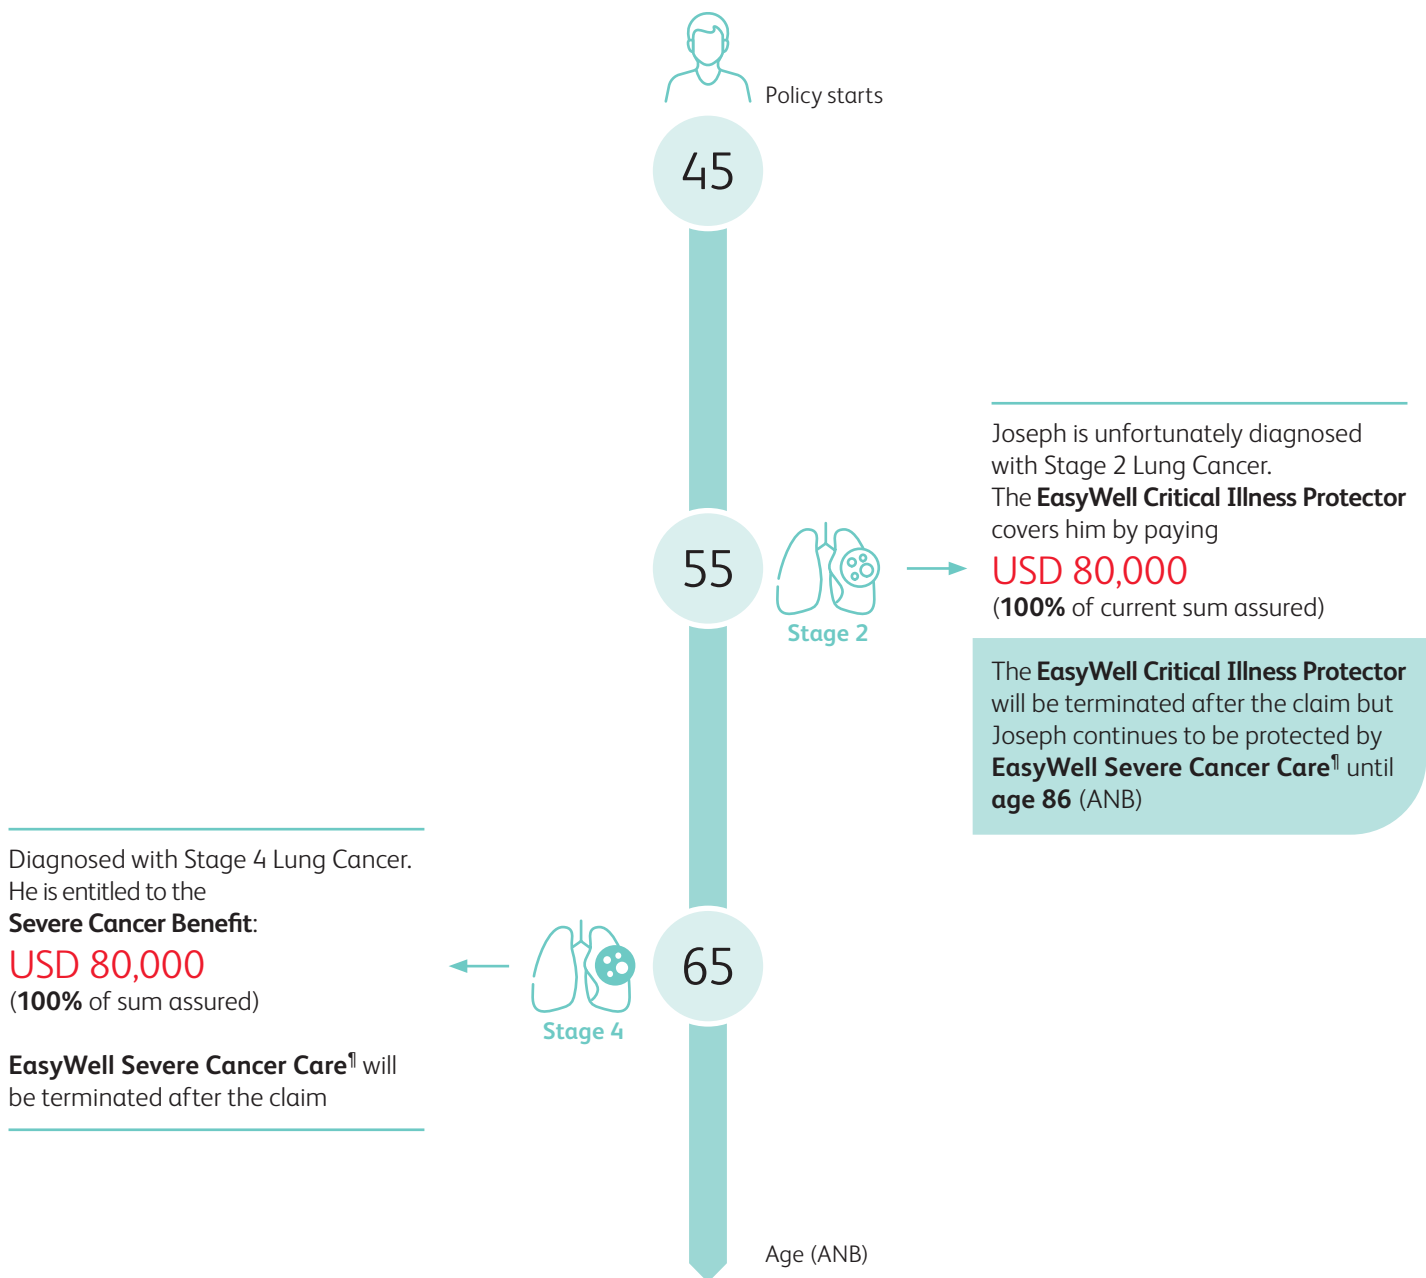 Policy starts
45
Joseph is unfortunately diagnosed
with Stage 2 Lung Cancer.
The EasyWell Critical Illness Protector
covers him by paying
USD 80,000
(100% of current sum assured)
55
Stage 2
The EasyWell Critical Illness Protector
will be terminated after the claim but
Joseph continues to be protected by
EasyWell Severe Cancer Care¶ until
age 86 (ANB)
Diagnosed with Stage 4 Lung Cancer.
He is entitled to the
Severe Cancer Benefit:
USD 80,000
(100% of sum assured)
EasyWell Severe Cancer Care¶ will
be terminated after the claim
65
Stage 4
Age (ANB)